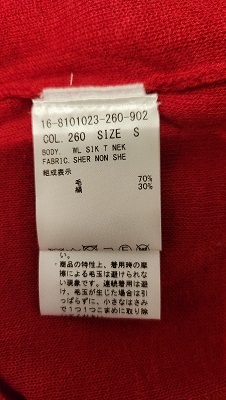 16-8101023-260-902
COL. 260 SIZE S
BODY. WL SIK T NEK
FABRIC. SHER NON SHE
組成表示
毛 70%
絹 30%
い。
・商品の特性上、着用時の摩
擦による毛玉は避けられな
い現象です。連続着用は避
け、毛玉が生じた場合は引
っぱらずに、小さなはさみ
で1つ1つこまめに取り除